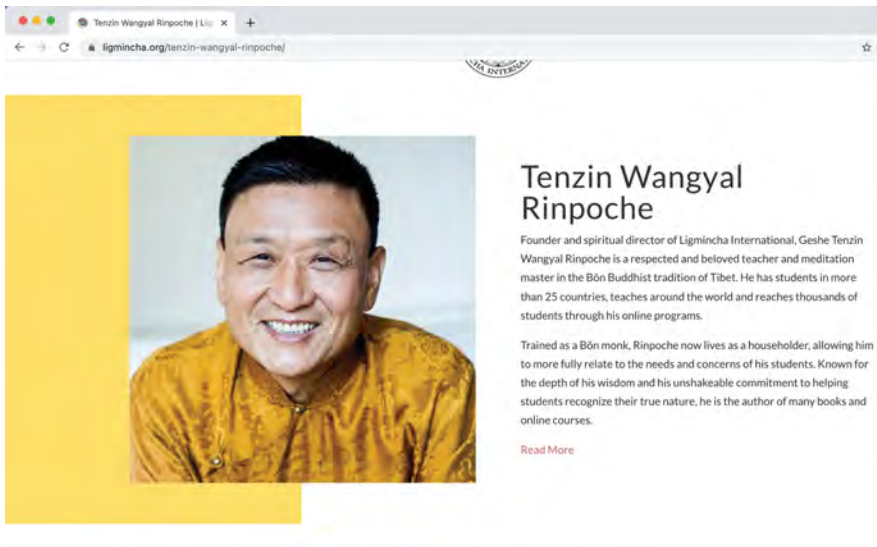 Tenzin Wangyal Rinpoche | Lig
ligmincha.org/tenzin-wangyal-rinpoche/
Tenzin Wangyal
Rinpoche
Founder and spiritual director of Ligmincha International, Geshe Tenzin
Wangyal Rinpoche is a respected and beloved teacher and meditation
master in the Bön Buddhist tradition of Tibet. He has students in more
than 25 countries, teaches around the world and reaches thousands of
students through his online programs.
Trained as a Bön monk, Rinpoche now lives as a householder, allowing him
to more fully relate to the needs and concerns of his students. Known for
the depth of his wisdom and his unshakeable commitment to helping
students recognize their true nature, he is the author of many books and
online courses.
Read More